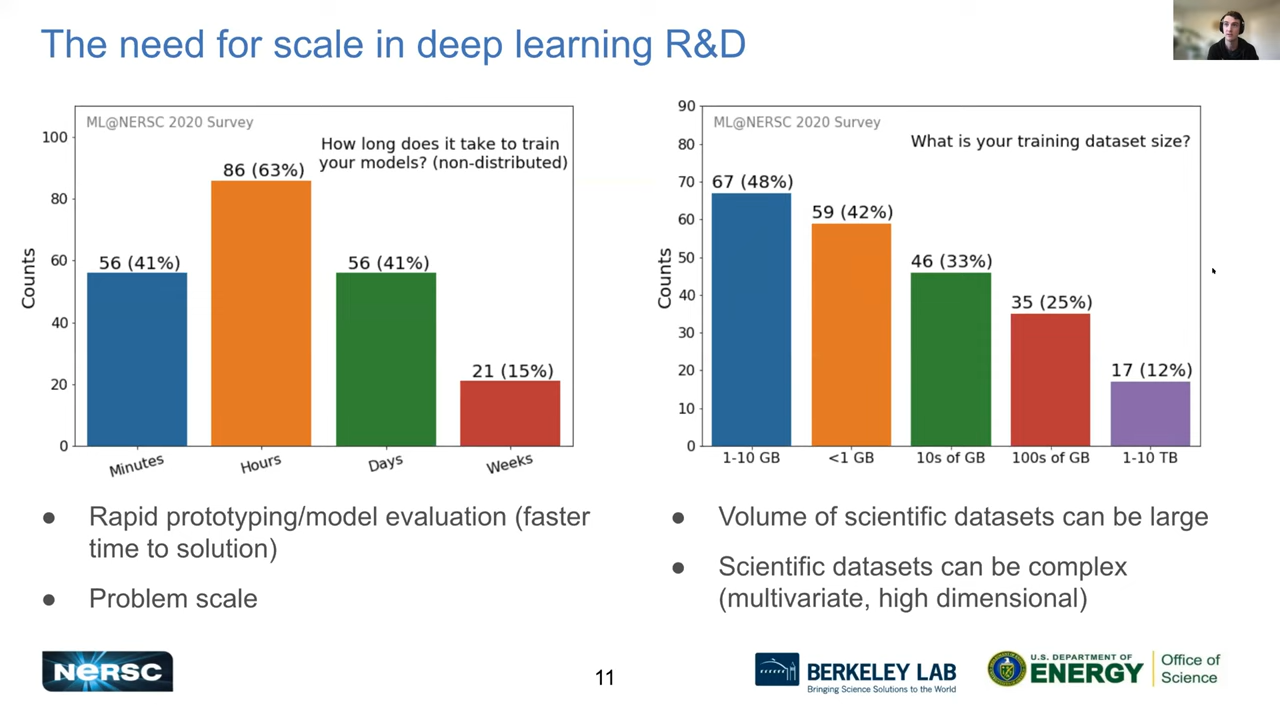 The need for scale in deep learning R&D
ML@NERSC 2020 Survey
How long does it take to train
your models? (non-distributed)
Counts
100
80
60
40
20
0
56 (41%)
86 (63%)
56 (41%)
21 (15%)
Minutes
Hours
Days
Weeks
ML@NERSC 2020 Survey
What is your training dataset size?
Counts
90
80
70
60
50
40
30
20
10
0
67 (48%)
59 (42%)
46 (33%)
35 (25%)
17 (12%)
1-10 GB
<1 GB
10s of GB
100s of GB
1-10 TB
● Rapid prototyping/model evaluation (faster
time to solution)
● Problem scale
● Volume of scientific datasets can be large
● Scientific datasets can be complex
(multivariate, high dimensional)
NERSC
11
BERKELEY LAB
Bringing Science Solutions to the World
U.S. DEPARTMENT OF
ENERGY
Office of
Science